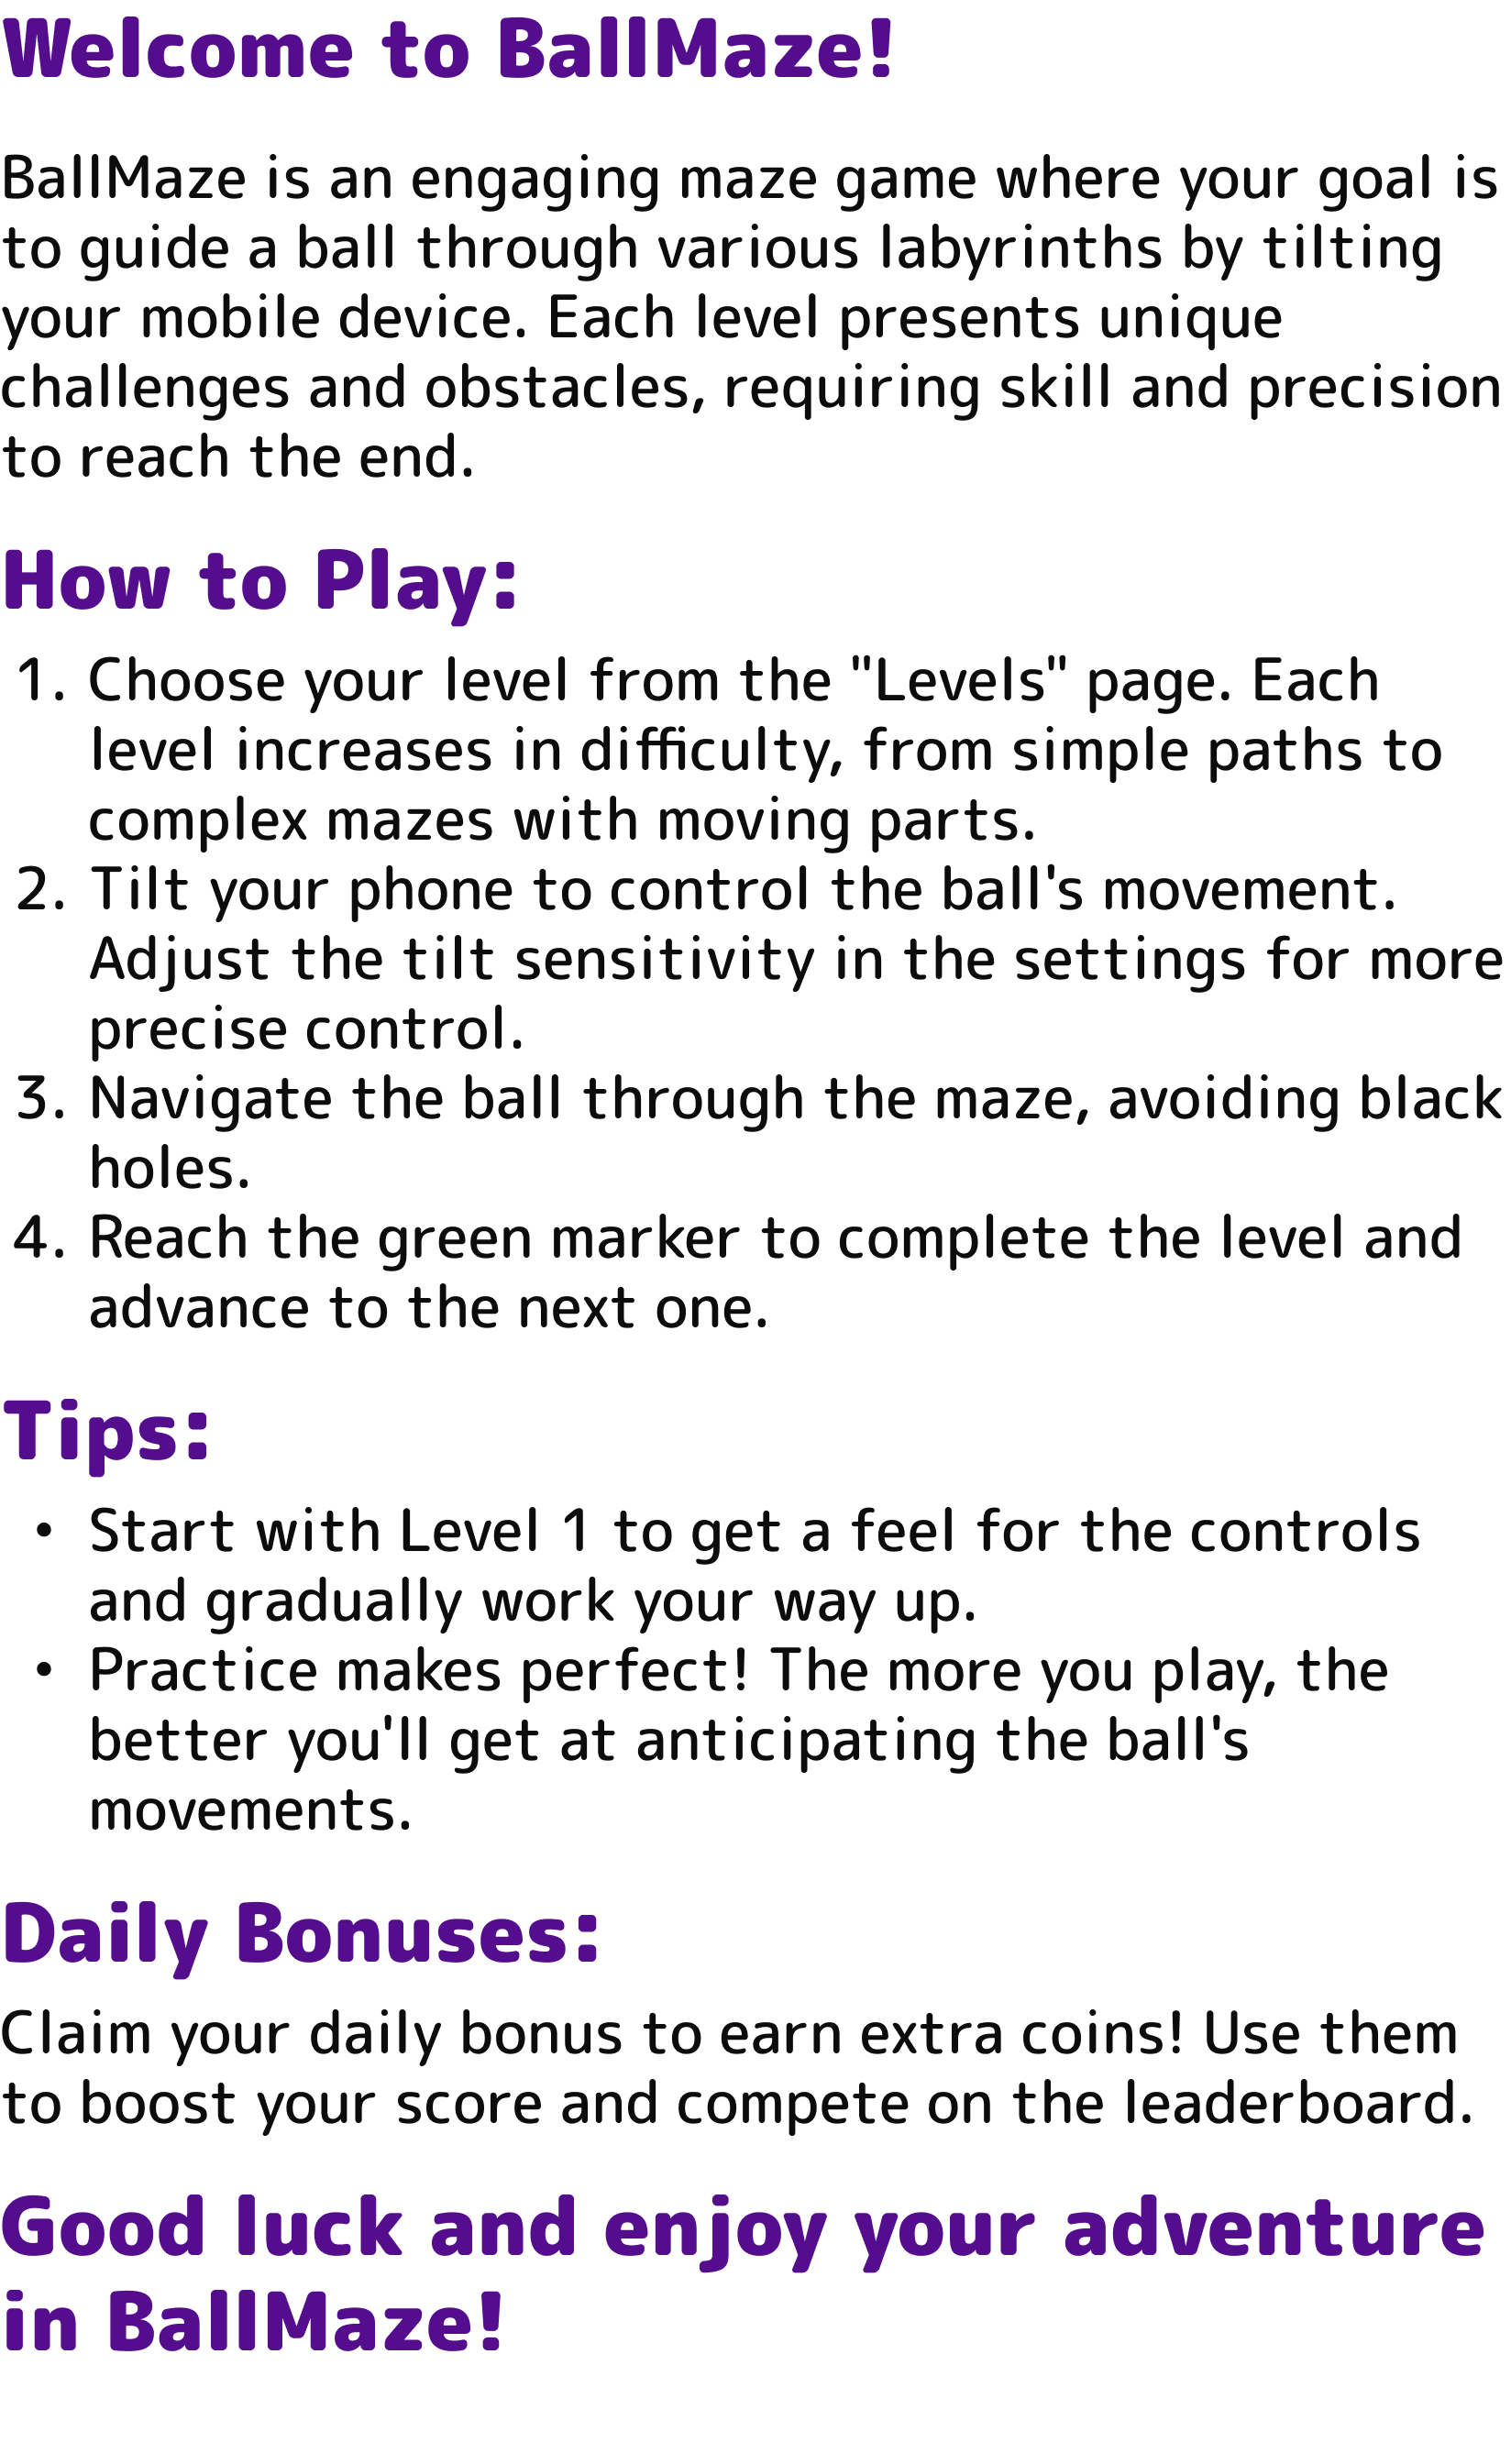 Welcome to BallMaze!
BallMaze is an engaging maze game where your goal is
to guide a ball through various labyrinths by tilting
your mobile device. Each level presents unique
challenges and obstacles, requiring skill and precision
to reach the end.
How to Play:
1. Choose your level from the "Levels" page. Each
level increases in difficulty, from simple paths to
complex mazes with moving parts.
2. Tilt your phone to control the ball's movement.
Adjust the tilt sensitivity in the settings for more
precise control.
3. Navigate the ball through the maze, avoiding black
holes.
4. Reach the green marker to complete the level and
advance to the next one.
Tips:
• Start with Level 1 to get a feel for the controls
and gradually work your way up.
• Practice makes perfect! The more you play, the
better you'll get at anticipating the ball's
movements.
Daily Bonuses:
Claim your daily bonus to earn extra coins! Use them
to boost your score and compete on the leaderboard.
Good luck and enjoy your adventure
in BallMaze!